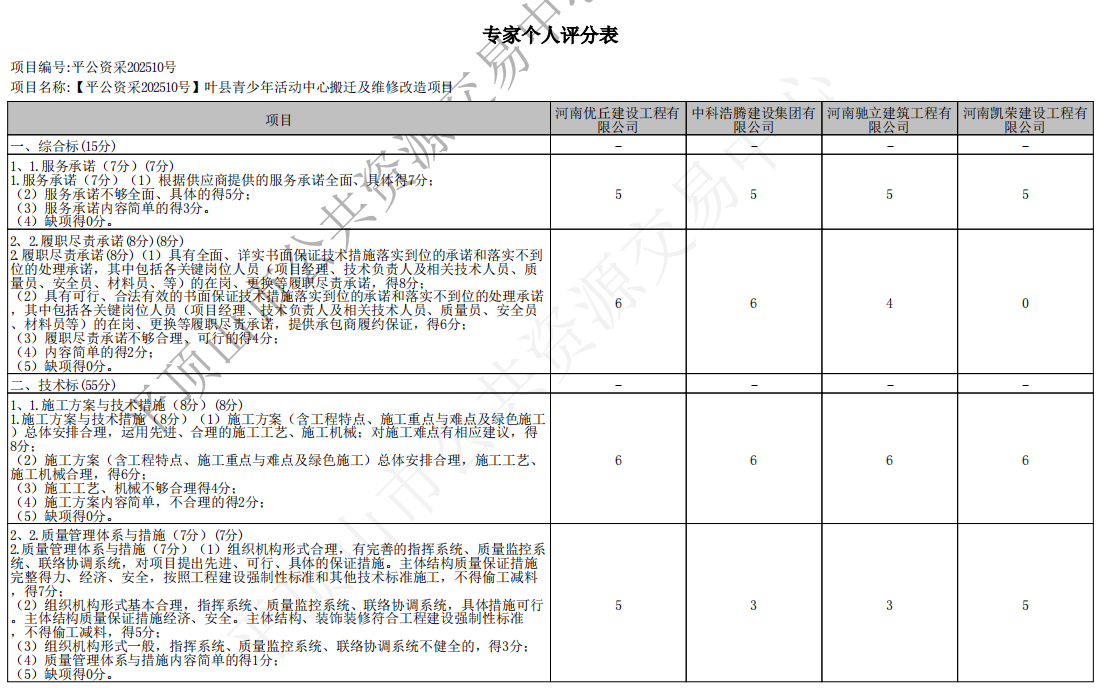 专家个人评分表
项目编号:平公资采202510号
项目名称:【平公资采202510号】叶县青少年活动中心搬迁及维修改造项目
项目
河南优丘建设工程有
限公司
中科浩腾建设集团有
限公司
河南驰立建筑工程有
限公司
河南凯荣建设工程有
限公司
一、综合标(15分)
-
-
-
-
1、1.服务承诺（7分）(7分)
1.服务承诺（7分）（1）根据供应商提供的服务承诺全面、具体得7分；
（2）服务承诺不够全面、具体的得5分；
（3）服务承诺内容简单的得3分。
（4）缺项得0分。
5
5
5
5
2、2.履职尽责承诺(8分)(8分)
2.履职尽责承诺(8分)（1）具有全面、详实书面保证技术措施落实到位的承诺和落实不到
位的处理承诺，其中包括各关键岗位人员（项目经理、技术负责人及相关技术人员、质
量员、安全员、材料员、等）的在岗、更换等履职尽责承诺，得8分；
（2）具有可行、合法有效的书面保证技术措施落实到位的承诺和落实不到位的处理承诺
，其中包括各关键岗位人员（项目经理、技术负责人及相关技术人员、质量员、安全员
、材料员等）的在岗、更换等履职尽责承诺，提供承包商履约保证，得6分；
（3）履职尽责承诺不够合理、可行的得4分；
（4）内容简单的得2分；
（5）缺项得0分。
6
6
4
0
二、技术标(55分)
-
-
-
-
1、1.施工方案与技术措施（8分）(8分)
1.施工方案与技术措施（8分）（1）施工方案（含工程特点、施工重点与难点及绿色施工
）总体安排合理，运用先进、合理的施工工艺、施工机械；对施工难点有相应建议，得
8分；
（2）施工方案（含工程特点、施工重点与难点及绿色施工）总体安排合理，施工工艺、
施工机械合理，得6分；
（3）施工工艺、机械不够合理得4分；
（4）施工方案内容简单，不合理的得2分；
（5）缺项得0分。
6
6
6
6
2、2.质量管理体系与措施（7分）(7分)
2.质量管理体系与措施（7分）（1）组织机构形式合理，有完善的指挥系统、质量监控系
统、联络协调系统，对项目提出先进、可行、具体的保证措施。主体结构质量保证措施
完整得力、经济、安全，按照工程建设强制性标准和其他技术标准施工，不得偷工减料
，得7分；
（2）组织机构形式基本合理，指挥系统、质量监控系统、联络协调系统，具体措施可行
。主体结构质量保证措施经济、安全。主体结构、装饰装修符合工程建设强制性标准
，不得偷工减料，得5分；
（3）组织机构形式一般，指挥系统、质量监控系统、联络协调系统不健全的，得3分；
（4）质量管理体系与措施内容简单的得1分；
（5）缺项得0分。
5
3
3
5
平顶山市公共资源交易中心
平顶山市公共资源交易中心